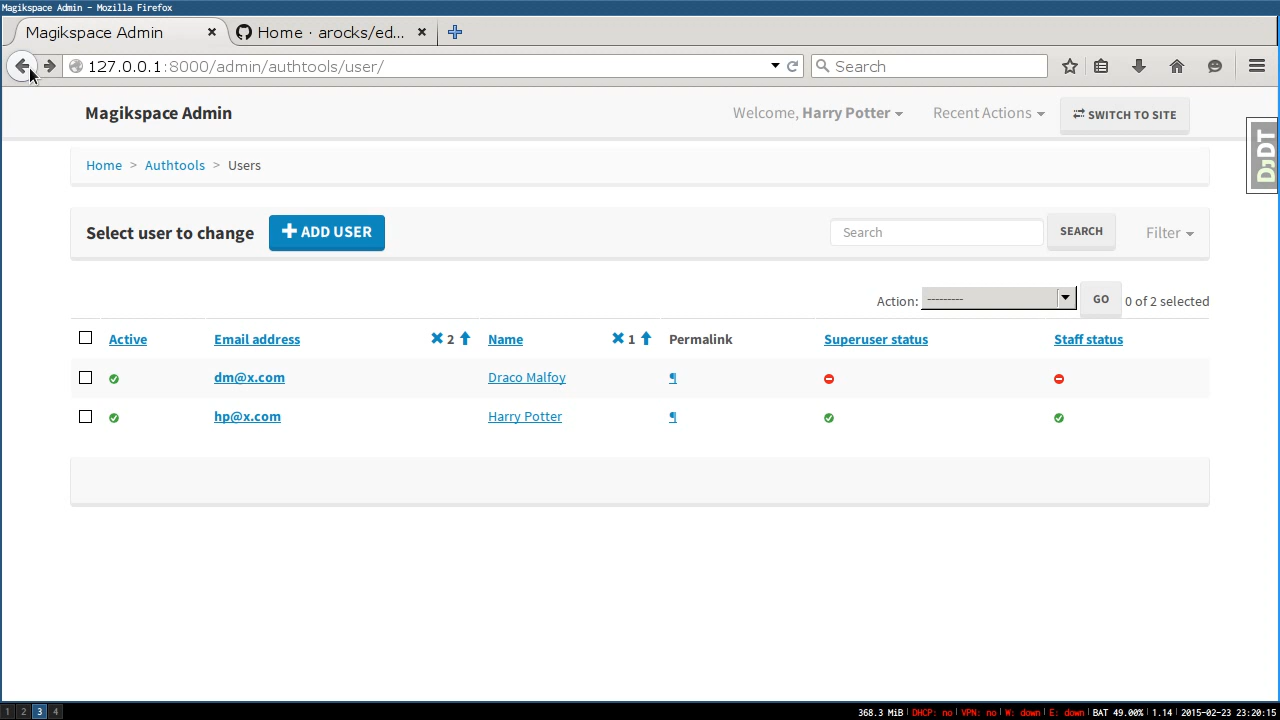 Magikspace Admin - Mozilla Firefox
Magikspace Admin Home · arocks/ed...
127.0.0.1:8000/admin/authtools/user/ Search
Magikspace Admin Welcome, Harry Potter Recent Actions SWITCH TO SITE
DjDT
Home > Authtools > Users
Select user to change ADD USER Search SEARCH Filter
Action: --------- GO 0 of 2 selected
Active Email address 2 Name 1 Permalink Superuser status Staff status
dm@x.com Draco Malfoy ¶
hp@x.com Harry Potter ¶
1 2 3 4 368.3 MiB | DHCP: no | VPN: no | W: down | E: down | BAT 49.00% | 1.14 | 2015-02-23 23:20:15